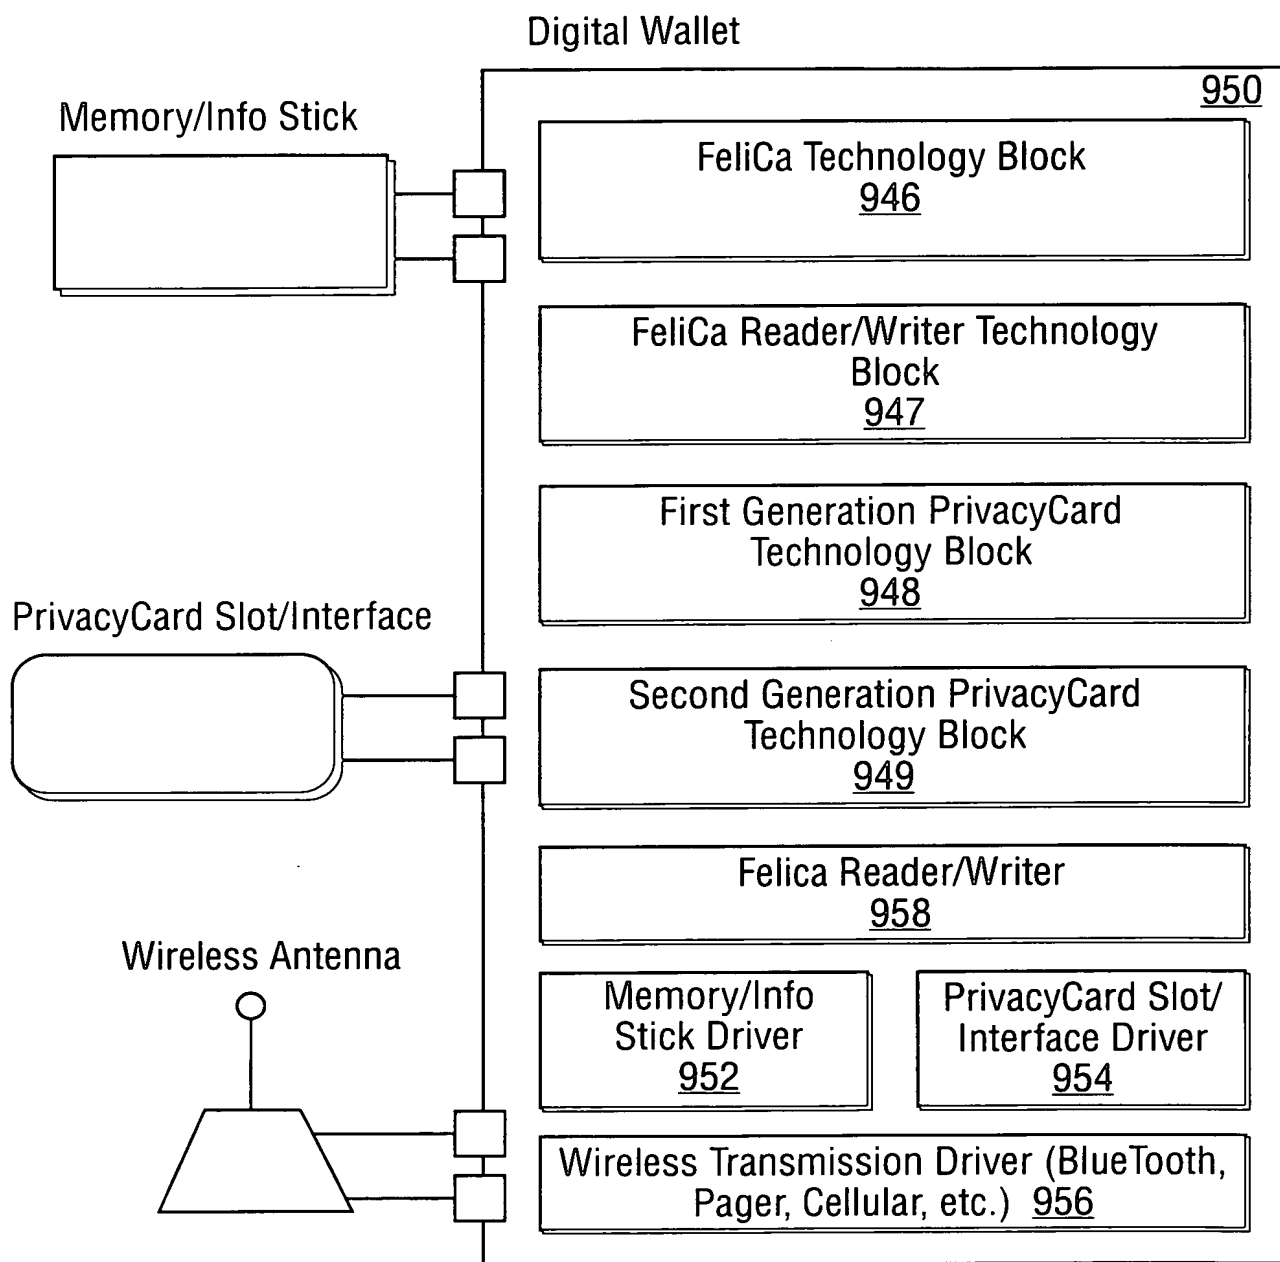 Digital Wallet
950
Memory/Info Stick
FeliCa Technology Block
946
FeliCa Reader/Writer Technology
Block
947
First Generation PrivacyCard
Technology Block
948
PrivacyCard Slot/Interface
Second Generation PrivacyCard
Technology Block
949
Felica Reader/Writer
958
Wireless Antenna
Memory/Info
Stick Driver
952
PrivacyCard Slot/
Interface Driver
954
Wireless Transmission Driver (BlueTooth,
Pager, Cellular, etc.) 956